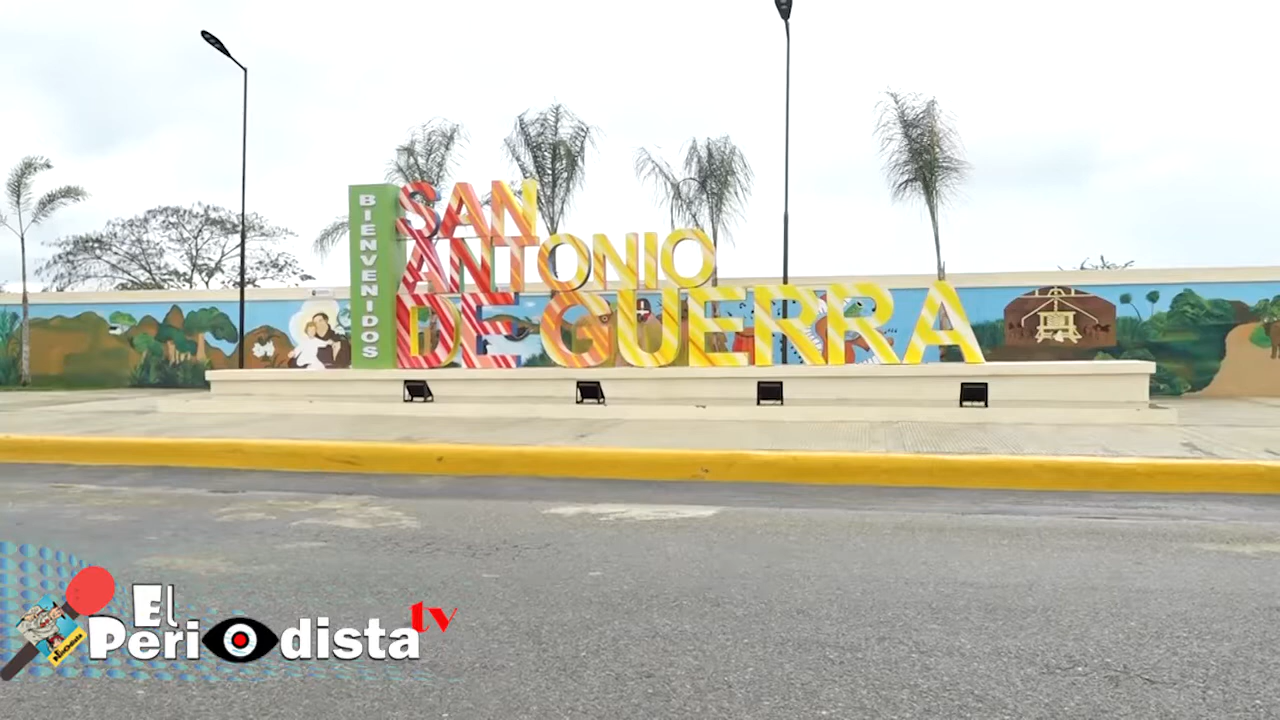 BIENVENIDOS
SAN
ANTONIO
DE GUERRA
El
Periodista tv